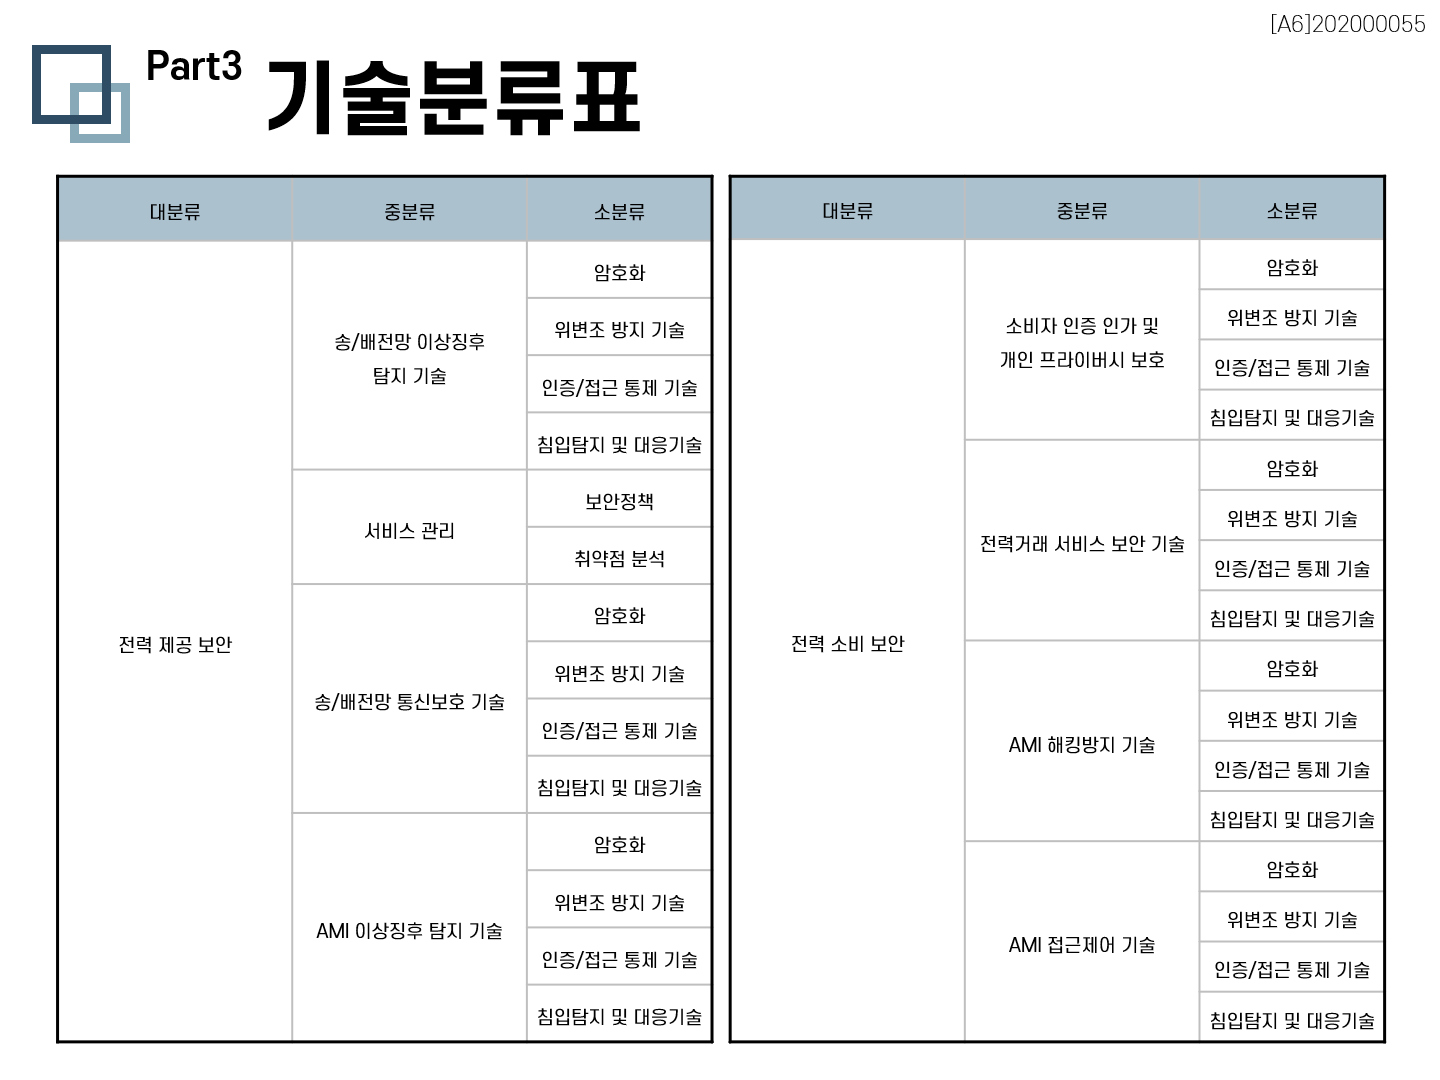 [A6]202000055
Part3 기술분류표
대분류 중분류 소분류
전력 제공 보안
송/배전망 이상징후
탐지 기술
암호화
위변조 방지 기술
인증/접근 통제 기술
침입탐지 및 대응기술
서비스 관리
보안정책
취약점 분석
송/배전망 통신보호 기술
암호화
위변조 방지 기술
인증/접근 통제 기술
침입탐지 및 대응기술
AMI 이상징후 탐지 기술
암호화
위변조 방지 기술
인증/접근 통제 기술
침입탐지 및 대응기술
대분류 중분류 소분류
전력 소비 보안
소비자 인증 인가 및
개인 프라이버시 보호
암호화
위변조 방지 기술
인증/접근 통제 기술
침입탐지 및 대응기술
전력거래 서비스 보안 기술
암호화
위변조 방지 기술
인증/접근 통제 기술
침입탐지 및 대응기술
AMI 해킹방지 기술
암호화
위변조 방지 기술
인증/접근 통제 기술
침입탐지 및 대응기술
AMI 접근제어 기술
암호화
위변조 방지 기술
인증/접근 통제 기술
침입탐지 및 대응기술